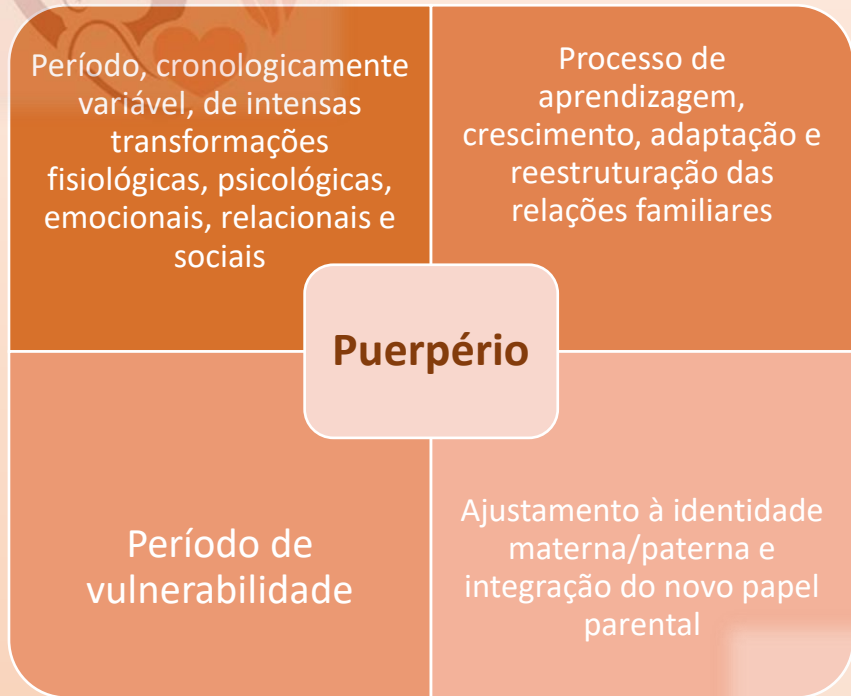 Período, cronologicamente
variável, de intensas
transformações
fisiológicas, psicológicas,
emocionais, relacionais e
sociais
Processo de
aprendizagem,
crescimento, adaptação e
reestruturação das
relações familiares
Puerpério
Período de
vulnerabilidade
Ajustamento à identidade
materna/paterna e
integração do novo papel
parental